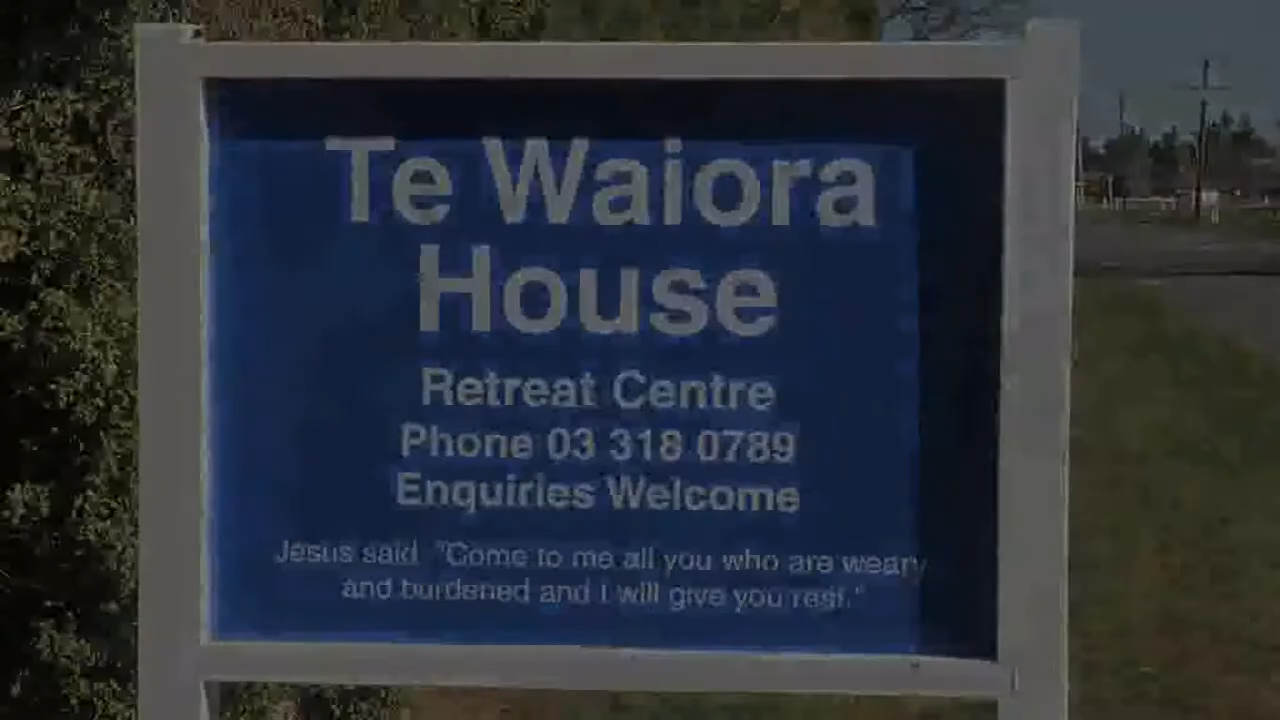 Te Waiora
House
Retreat Centre
Phone 03 318 0789
Enquiries Welcome
Jesus said "Come to me all you who are weary
and burdened and I will give you rest."